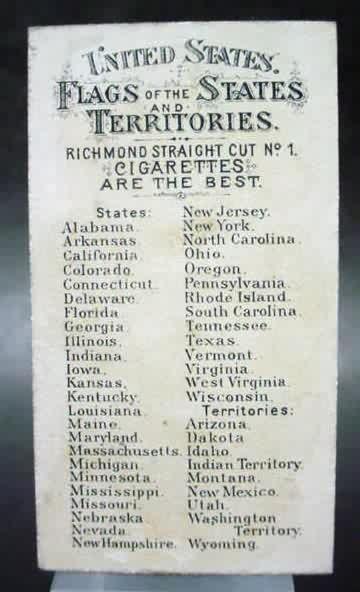 UNITED STATES.
FLAGS OF THE STATES
AND
TERRITORIES.
RICHMOND STRAIGHT CUT Nº 1.
CIGARETTES
ARE THE BEST.
States:
Alabama.
Arkansas.
California.
Colorado.
Connecticut.
Delaware.
Florida
Georgia.
Illinois.
Indiana.
Iowa.
Kansas.
Kentucky.
Louisiana.
Maine.
Maryland.
Massachusetts.
Michigan.
Minnesota.
Mississippi.
Missouri.
Nebraska
Nevada.
New Hampshire.
New Jersey.
New York.
North Carolina.
Ohio.
Oregon.
Pennsylvania.
Rhode Island.
South Carolina.
Tennessee.
Texas.
Vermont.
Virginia.
West Virginia.
Wisconsin.
Territories:
Arizona.
Dakota
Idaho.
Indian Territory.
Montana.
New Mexico.
Utah.
Washington
Territory.
Wyoming.